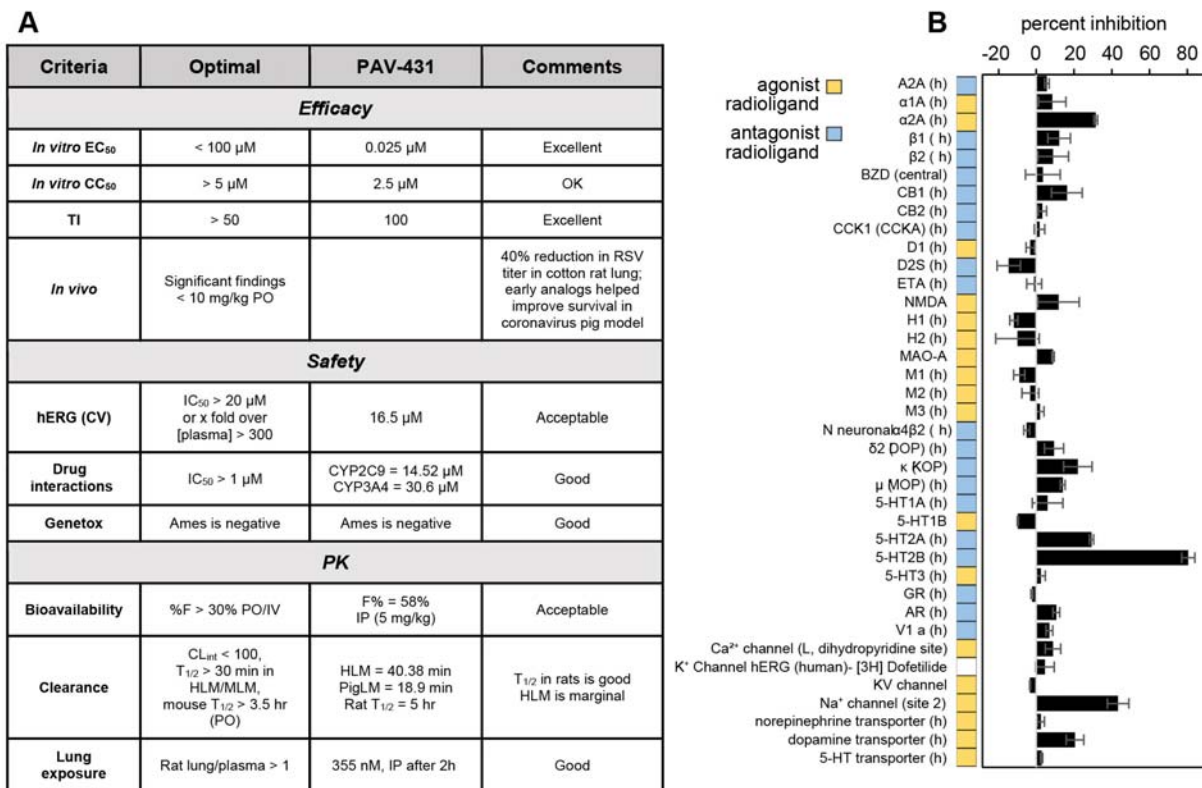 A
Criteria Optimal PAV-431 Comments
Efficacy
In vitro EC50 < 100 µM 0.025 µM Excellent
In vitro CC50 > 5 µM 2.5 µM OK
TI > 50 100 Excellent
In vivo
Significant findings
< 10 mg/kg PO
40% reduction in RSV
titer in cotton rat lung;
early analogs helped
improve survival in
coronavirus pig model
Safety
hERG (CV)
IC50 > 20 µM
or x fold over
[plasma] > 300
16.5 µM
Acceptable
Drug
interactions
IC50 > 1 µM
CYP2C9 = 14.52 µM
CYP3A4 = 30.6 µM
Good
Genetox Ames is negative Ames is negative Good
PK
Bioavailability
%F > 30% PO/IV
F% = 58%
IP (5 mg/kg)
Acceptable
Clearance
CLint < 100,
T1/2 > 30 min in
HLM/MLM,
mouse T1/2 > 3.5 hr
(PO)
HLM = 40.38 min
PigLM = 18.9 min
Rat T1/2 = 5 hr
T1/2 in rats is good
HLM is marginal
Lung
exposure
Rat lung/plasma > 1
355 nM, IP after 2h
Good
B
percent inhibition
-20 0 20 40 60 80
agonist
radioligand
antagonist
radioligand
A2A (h)
α1A (h)
α2A (h)
β1 ( h)
β2 ( h)
BZD (central)
CB1 (h)
CB2 (h)
CCK1 (CCKA) (h)
D1 (h)
D2S (h)
ETA (h)
NMDA
H1 (h)
H2 (h)
MAO-A
M1 (h)
M2 (h)
M3 (h)
N neuronalα4β2 ( h)
δ2 (DOP) (h)
κ (KOP)
µ (MOP) (h)
5-HT1A (h)
5-HT1B
5-HT2A (h)
5-HT2B (h)
5-HT3 (h)
GR (h)
AR (h)
V1 a (h)
Ca²⁺ channel (L, dihydropyridine site)
K⁺ Channel hERG (human)- [3H] Dofetilide
KV channel
Na⁺ channel (site 2)
norepinephrine transporter (h)
dopamine transporter (h)
5-HT transporter (h)